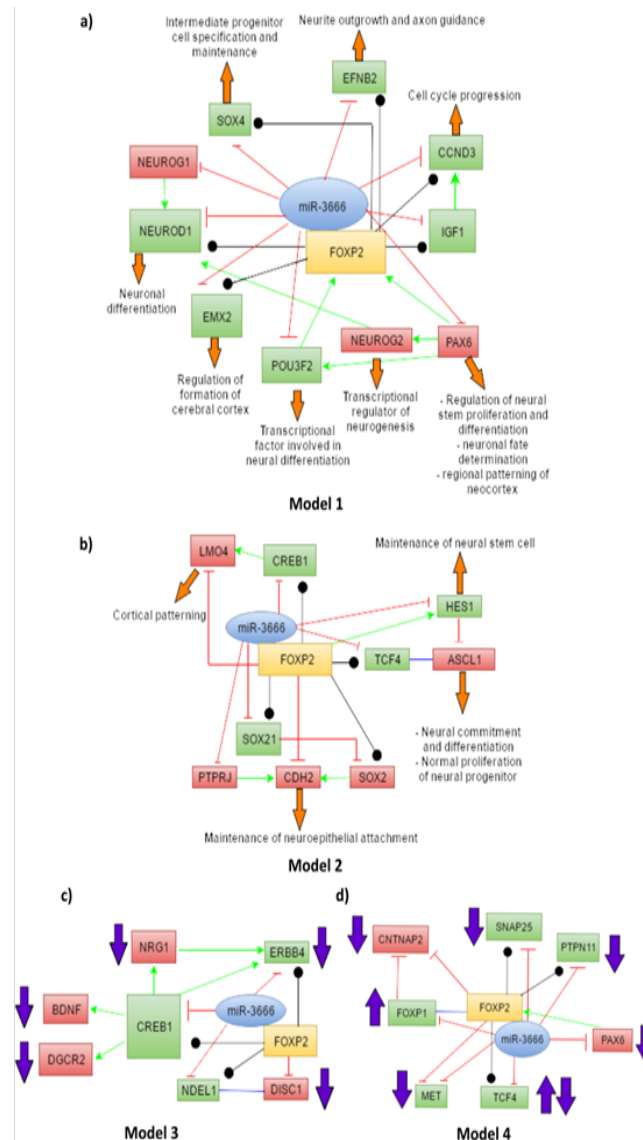 a)
Intermediate progenitor
cell specification and
maintenance
Neurite outgrowth and axon guidance
EFNB2
Cell cycle progression
SOX4
CCND3
NEUROG1
miR-3666
NEUROD1
IGF1
FOXP2
Neuronal
differentiation
EMX2
NEUROG2
PAX6
POU3F2
Regulation of
formation of
cerebral cortex
Transcriptional
regulator of
neurogenesis
- Regulation of neural
stem proliferation and
differentiation
- neuronal fate
determination
- regional patterning of
neocortex
Transcriptional
factor involved in
neural differentiation
Model 1
b)
Maintenance of neural stem cell
LMO4
CREB1
HES1
Cortical patterning
miR-3666
FOXP2
TCF4
ASCL1
SOX21
- Neural commitment
and differentiation
- Normal proliferation
of neural progenitor
PTPRJ
CDH2
SOX2
Maintenance of neuroepithelial attachment
Model 2
c)
NRG1
ERBB4
BDNF
miR-3666
CREB1
FOXP2
DGCR2
NDEL1
DISC1
Model 3
d)
SNAP25
CNTNAP2
PTPN11
FOXP2
FOXP1
miR-3666
PAX6
MET
TCF4
Model 4